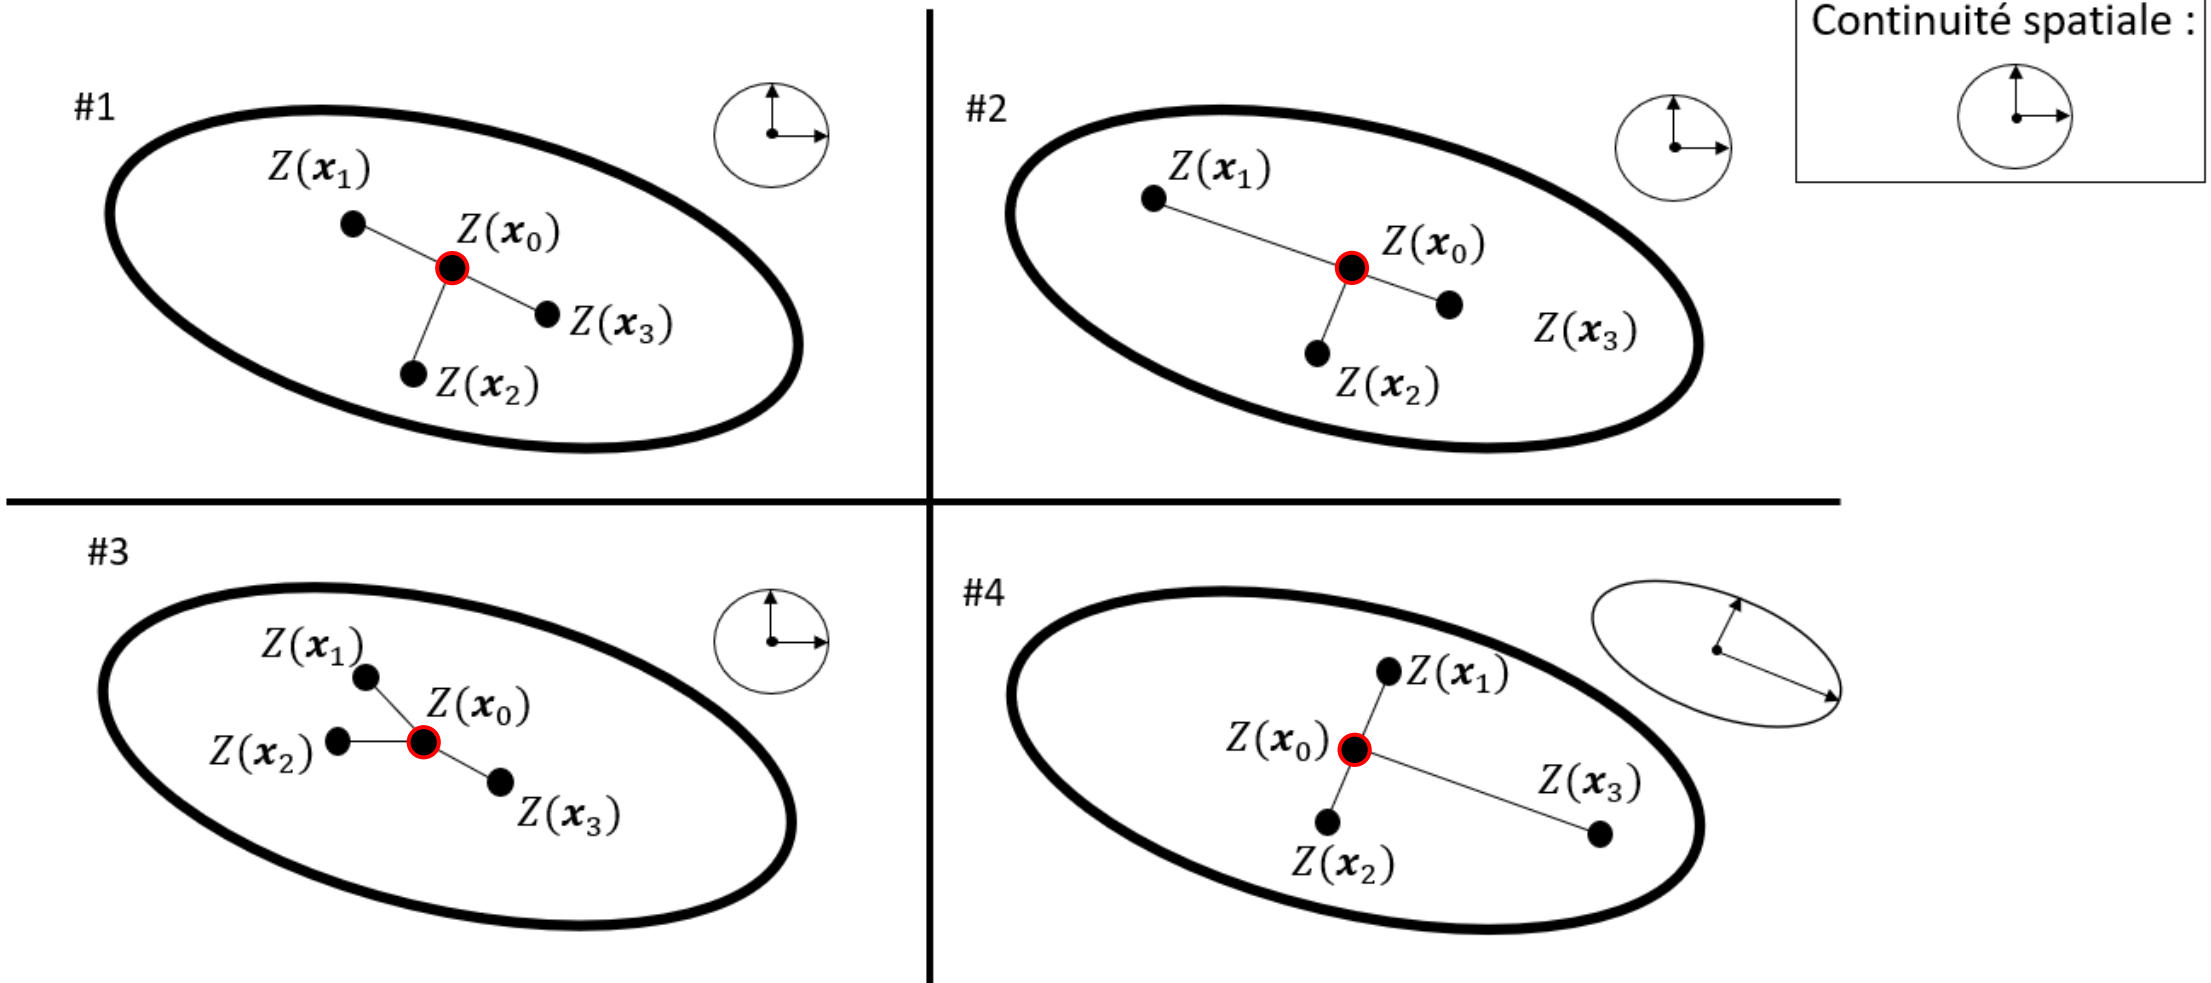 Continuité spatiale :
#1
Z(x₁)
Z(x₀)
Z(x₃)
Z(x₂)
#2
Z(x₁)
Z(x₀)
Z(x₃)
Z(x₂)
#3
Z(x₁)
Z(x₀)
Z(x₂)
Z(x₃)
#4
Z(x₁)
Z(x₀)
Z(x₃)
Z(x₂)